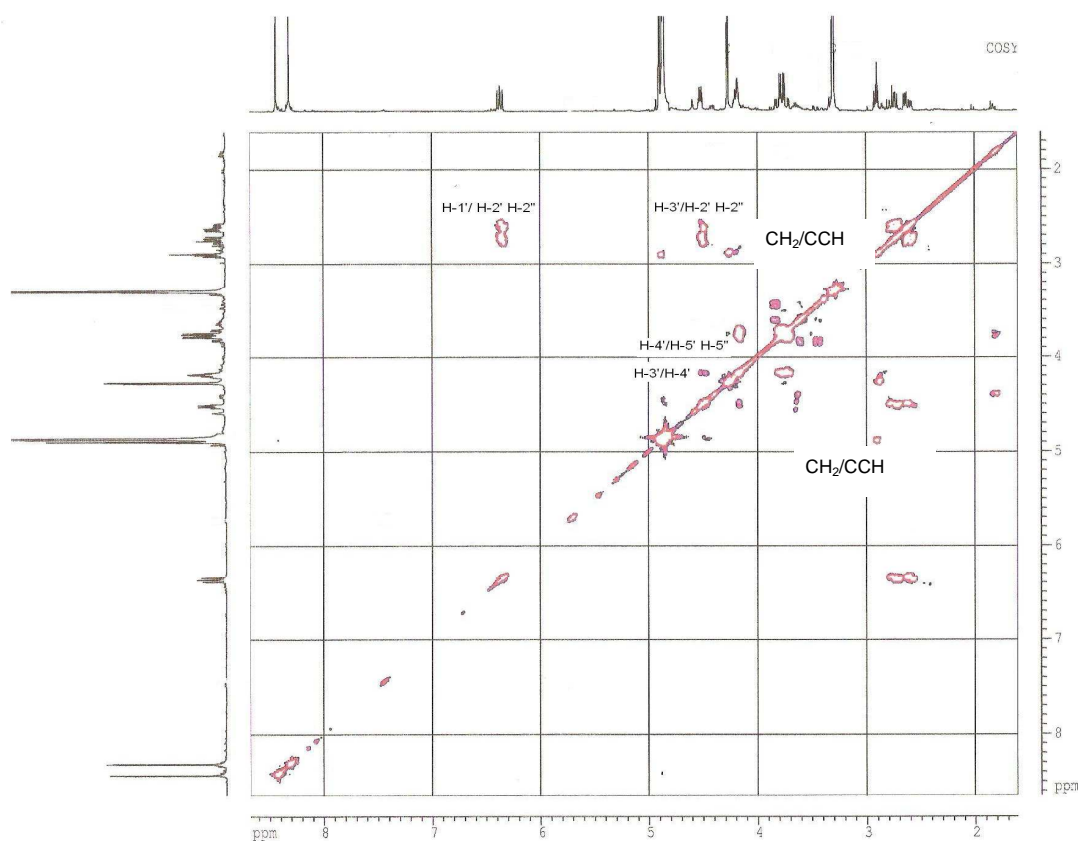 COSY
2
H-1'/ H-2' H-2"
H-3'/H-2' H-2"
CH₂/CCH
3
H-4'/H-5' H-5"
4
H-3'/H-4'
5
CH₂/CCH
6
7
8
ppm
ppm 8 7 6 5 4 3 2